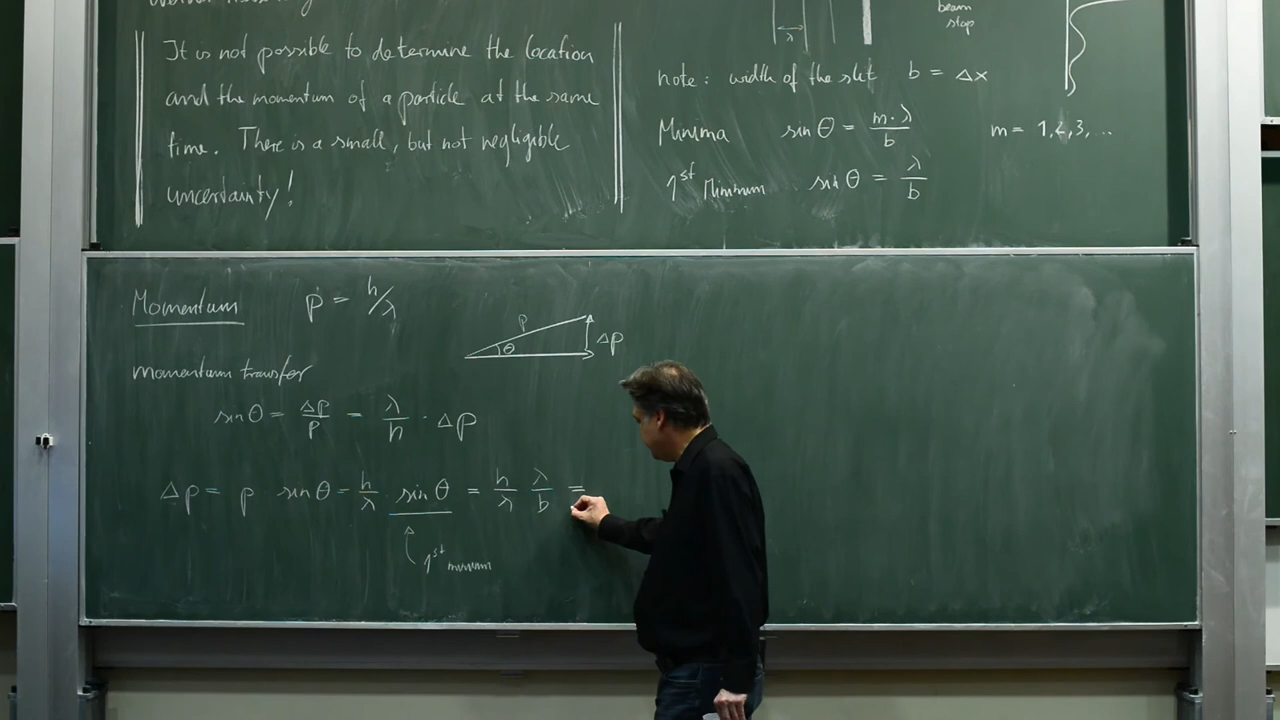 It is not possible to determine the location
and the momentum of a particle at the same
time. There is a small, but not negligible
uncertainty!
beam
stop
λ
note: width of the slit b = Δx
Minima sin θ = m·λ/b m = 1,2,3,...
1st Minimum sin θ = λ/b
Momentum p = h/λ
p
θ
Δp
momentum transfer
sin θ = Δp/p = λ/h · Δp
Δp = p sin θ = h/λ sin θ = h/λ λ/b =
1st minimum